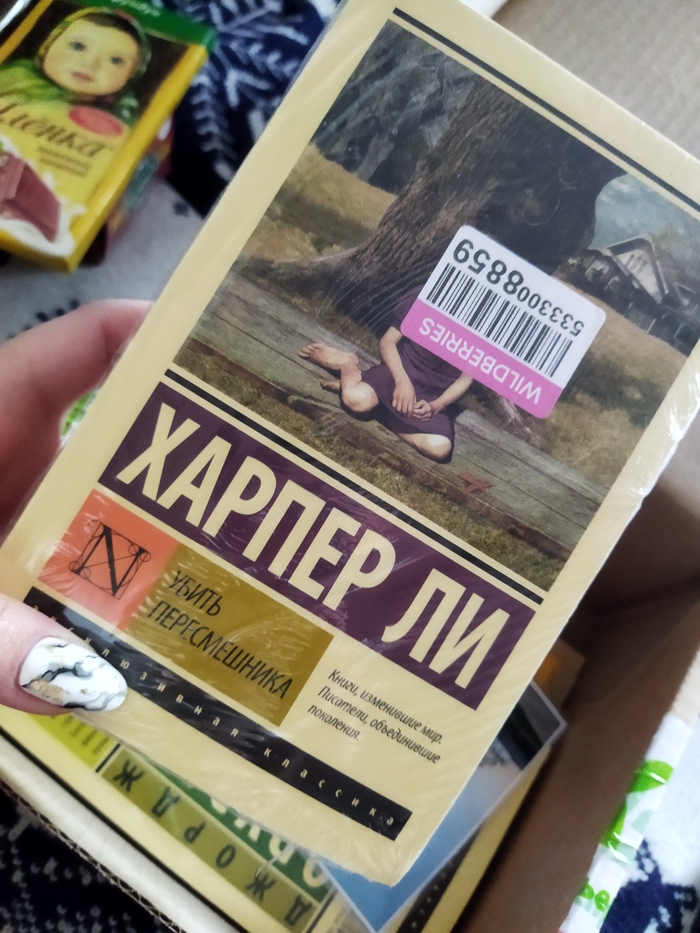 Алёнка
5333008859
WILDBERRIES
ХАРПЕР ЛИ
N
УБИТЬ
ПЕРЕСМЕШНИКА
Книги, изменившие мир.
Писатели, объединившие
поколения.
эксклюзивная классика
ДЖОРДЖ